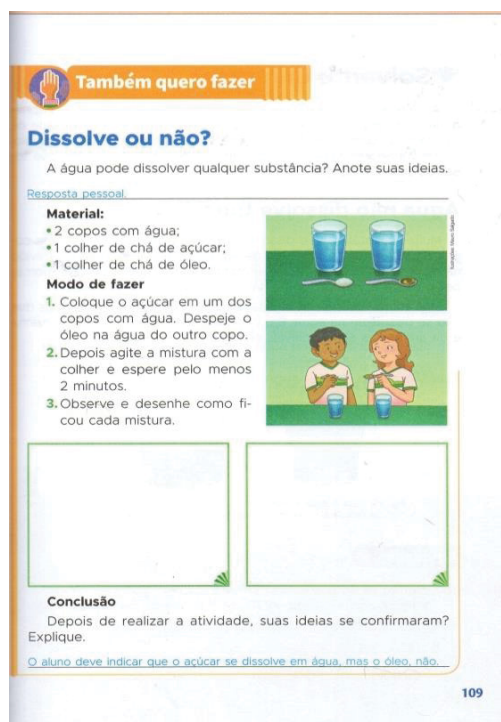 Também quero fazer
Dissolve ou não?
A água pode dissolver qualquer substância? Anote suas ideias.
Resposta pessoal.
Material:
• 2 copos com água;
• 1 colher de chá de açúcar;
• 1 colher de chá de óleo.
Modo de fazer
1. Coloque o açúcar em um dos
copos com água. Despeje o
óleo na água do outro copo.
2. Depois agite a mistura com a
colher e espere pelo menos
2 minutos.
3. Observe e desenhe como fi-
cou cada mistura.
Conclusão
Depois de realizar a atividade, suas ideias se confirmaram?
Explique.
O aluno deve indicar que o açúcar se dissolve em água, mas o óleo, não.
109